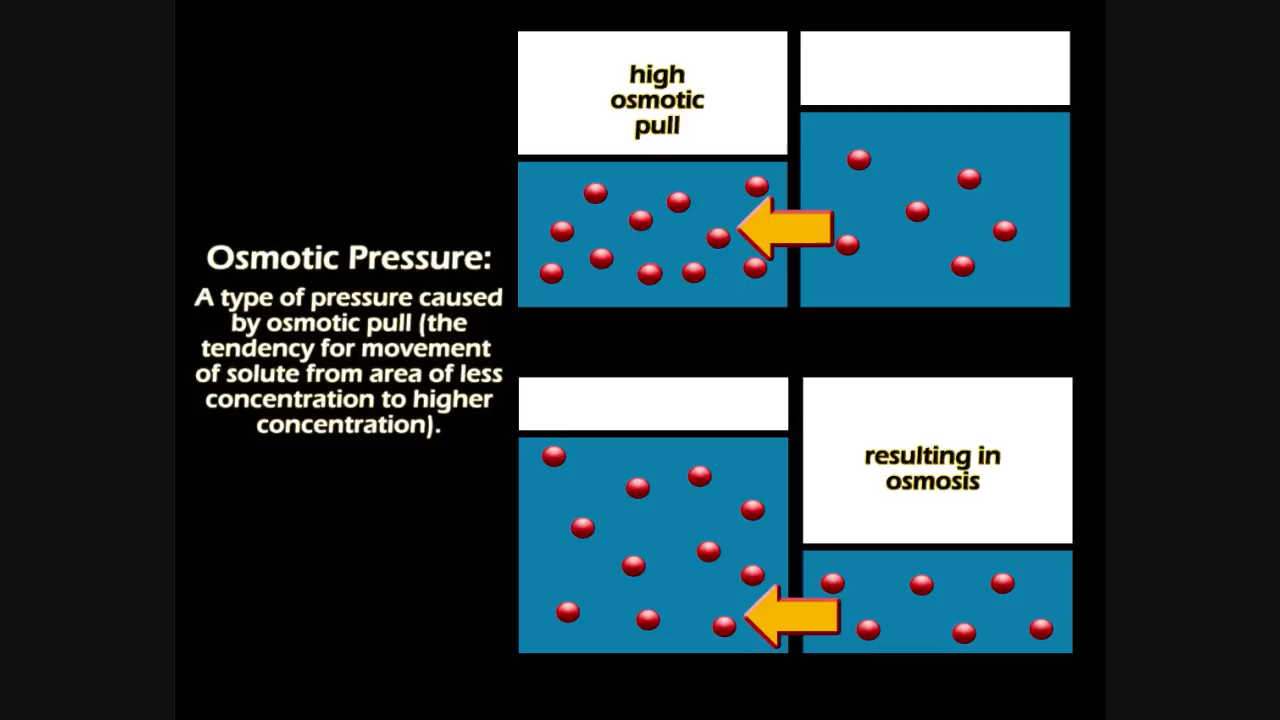 Osmotic Pressure:
A type of pressure caused
by osmotic pull (the
tendency for movement
of solute from area of less
concentration to higher
concentration).
high
osmotic
pull
resulting in
osmosis